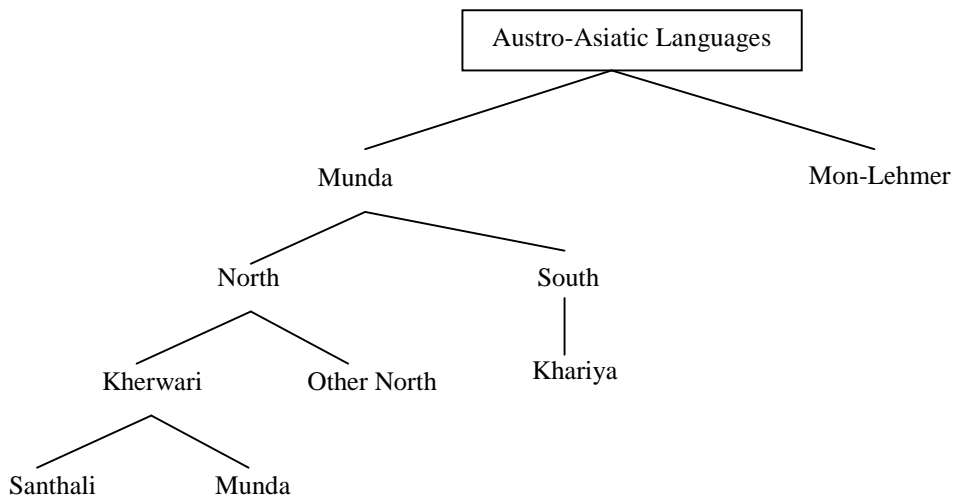 Austro-Asiatic Languages
Munda
Mon-Lehmer
North
South
Kherwari
Other North
Khariya
Santhali
Munda